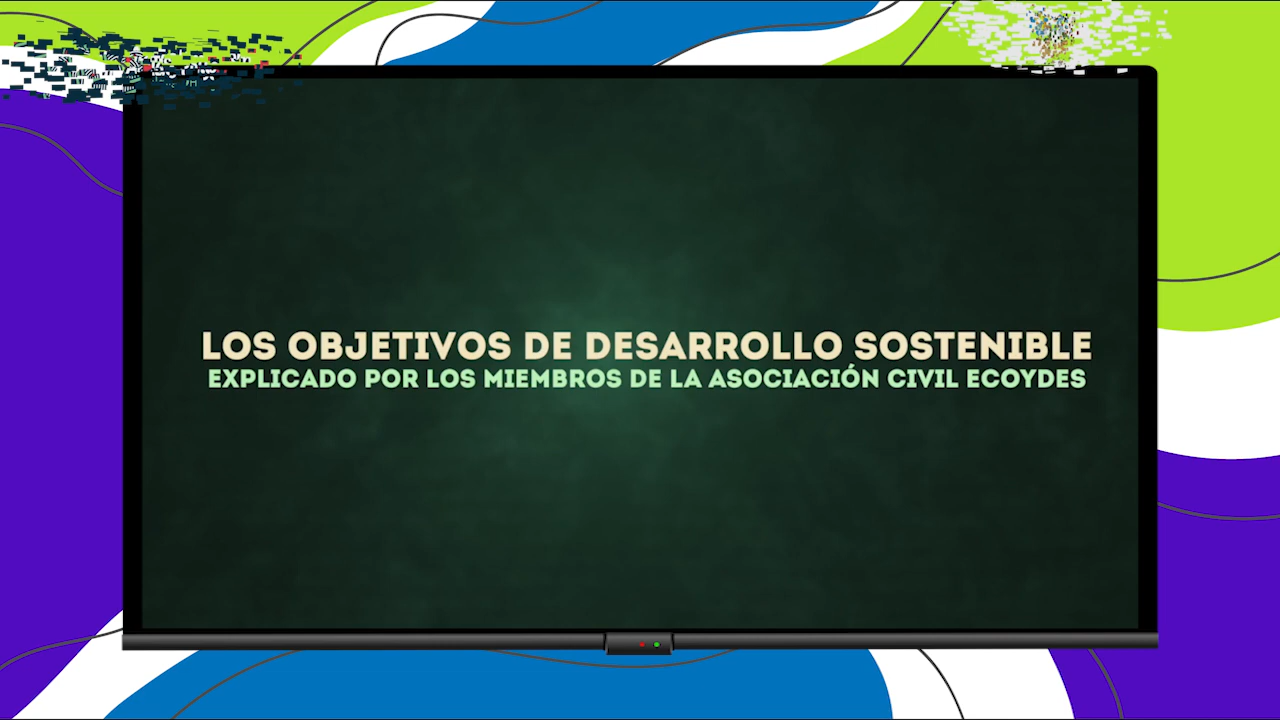 LOS OBJETIVOS DE DESARROLLO SOSTENIBLE
EXPLICADO POR LOS MIEMBROS DE LA ASOCIACIÓN CIVIL ECOYDES